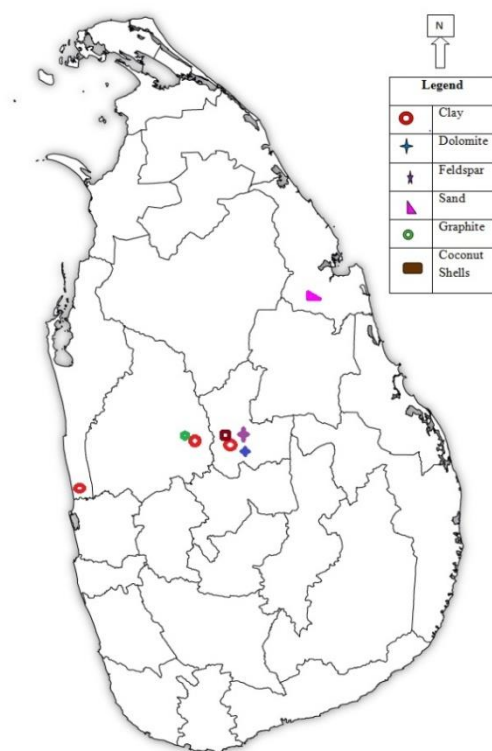 N
Legend
Clay
Dolomite
Feldspar
Sand
Graphite
Coconut
Shells